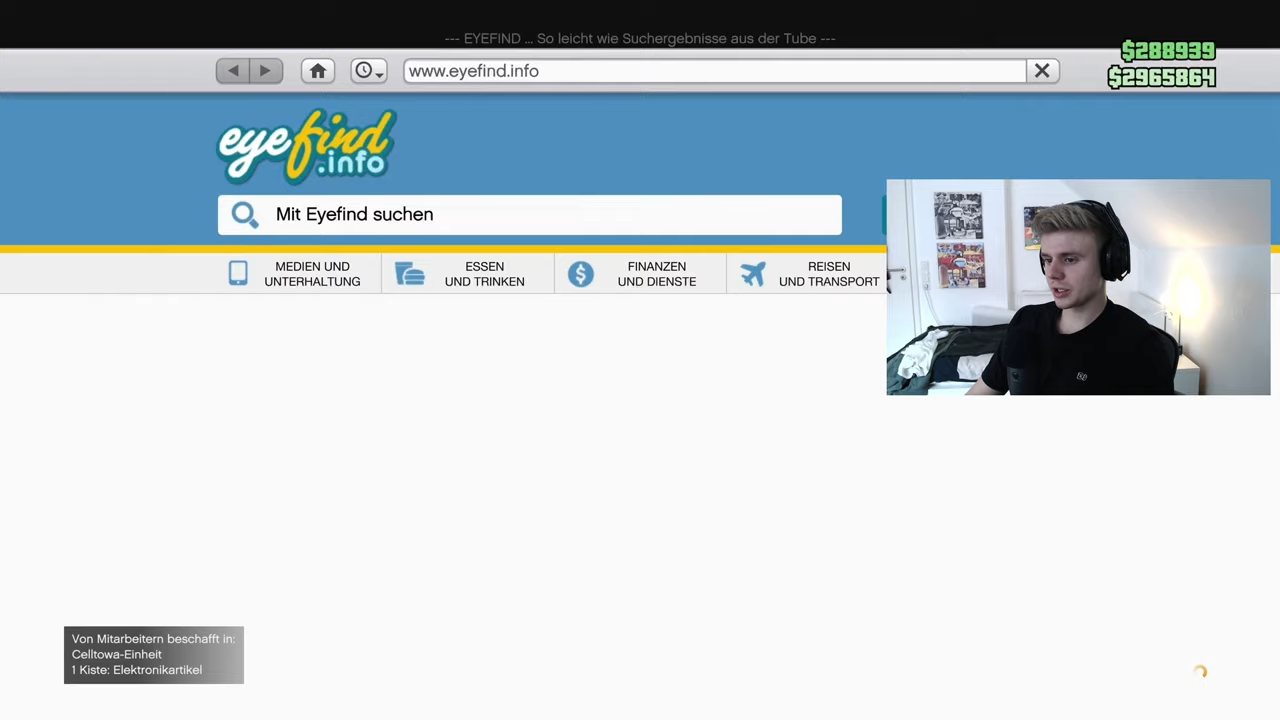 --- EYEFIND ... So leicht wie Suchergebnisse aus der Tube ---
$288939
$2965864
www.eyefind.info
eyefind
.info
Mit Eyefind suchen
MEDIEN UND
UNTERHALTUNG
ESSEN
UND TRINKEN
FINANZEN
UND DIENSTE
REISEN
UND TRANSPORT
Von Mitarbeitern beschafft in:
Celltowa-Einheit
1 Kiste: Elektronikartikel